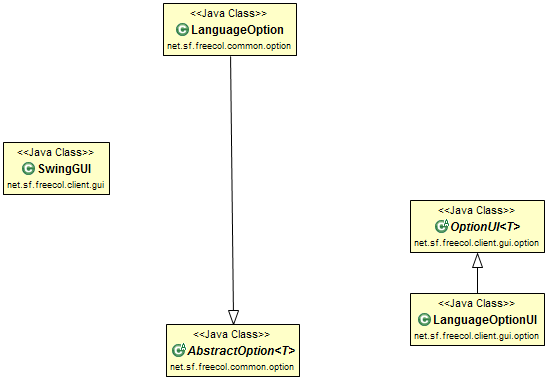 <<Java Class>>
LanguageOption
net.sf.freecol.common.option
<<Java Class>>
SwingGUI
net.sf.freecol.client.gui
<<Java Class>>
OptionUI<T>
net.sf.freecol.client.gui.option
<<Java Class>>
LanguageOptionUI
net.sf.freecol.client.gui.option
<<Java Class>>
AbstractOption<T>
net.sf.freecol.common.option